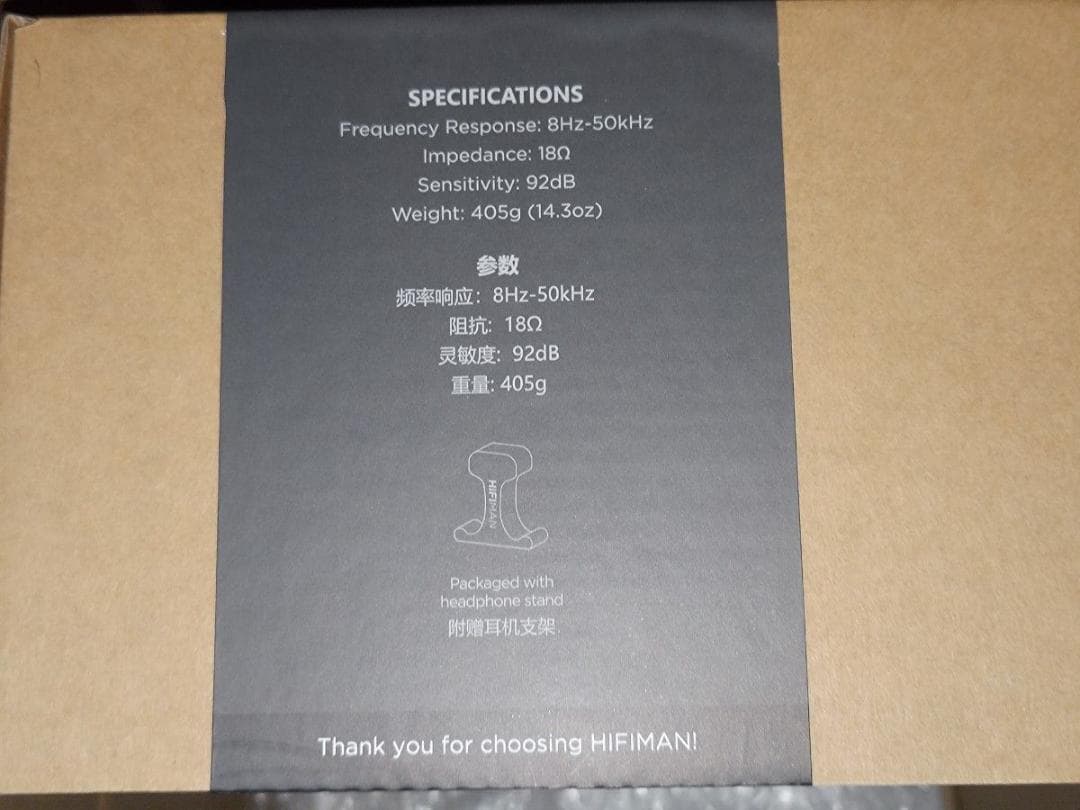 SPECIFICATIONS
Frequency Response: 8Hz-50kHz
Impedance: 18Ω
Sensitivity: 92dB
Weight: 405g (14.3oz)
参数
频率响应: 8Hz-50kHz
阻抗: 18Ω
灵敏度: 92dB
重量: 405g
HIFIMAN
Packaged with
headphone stand
附赠耳机支架
Thank you for choosing HIFIMAN!